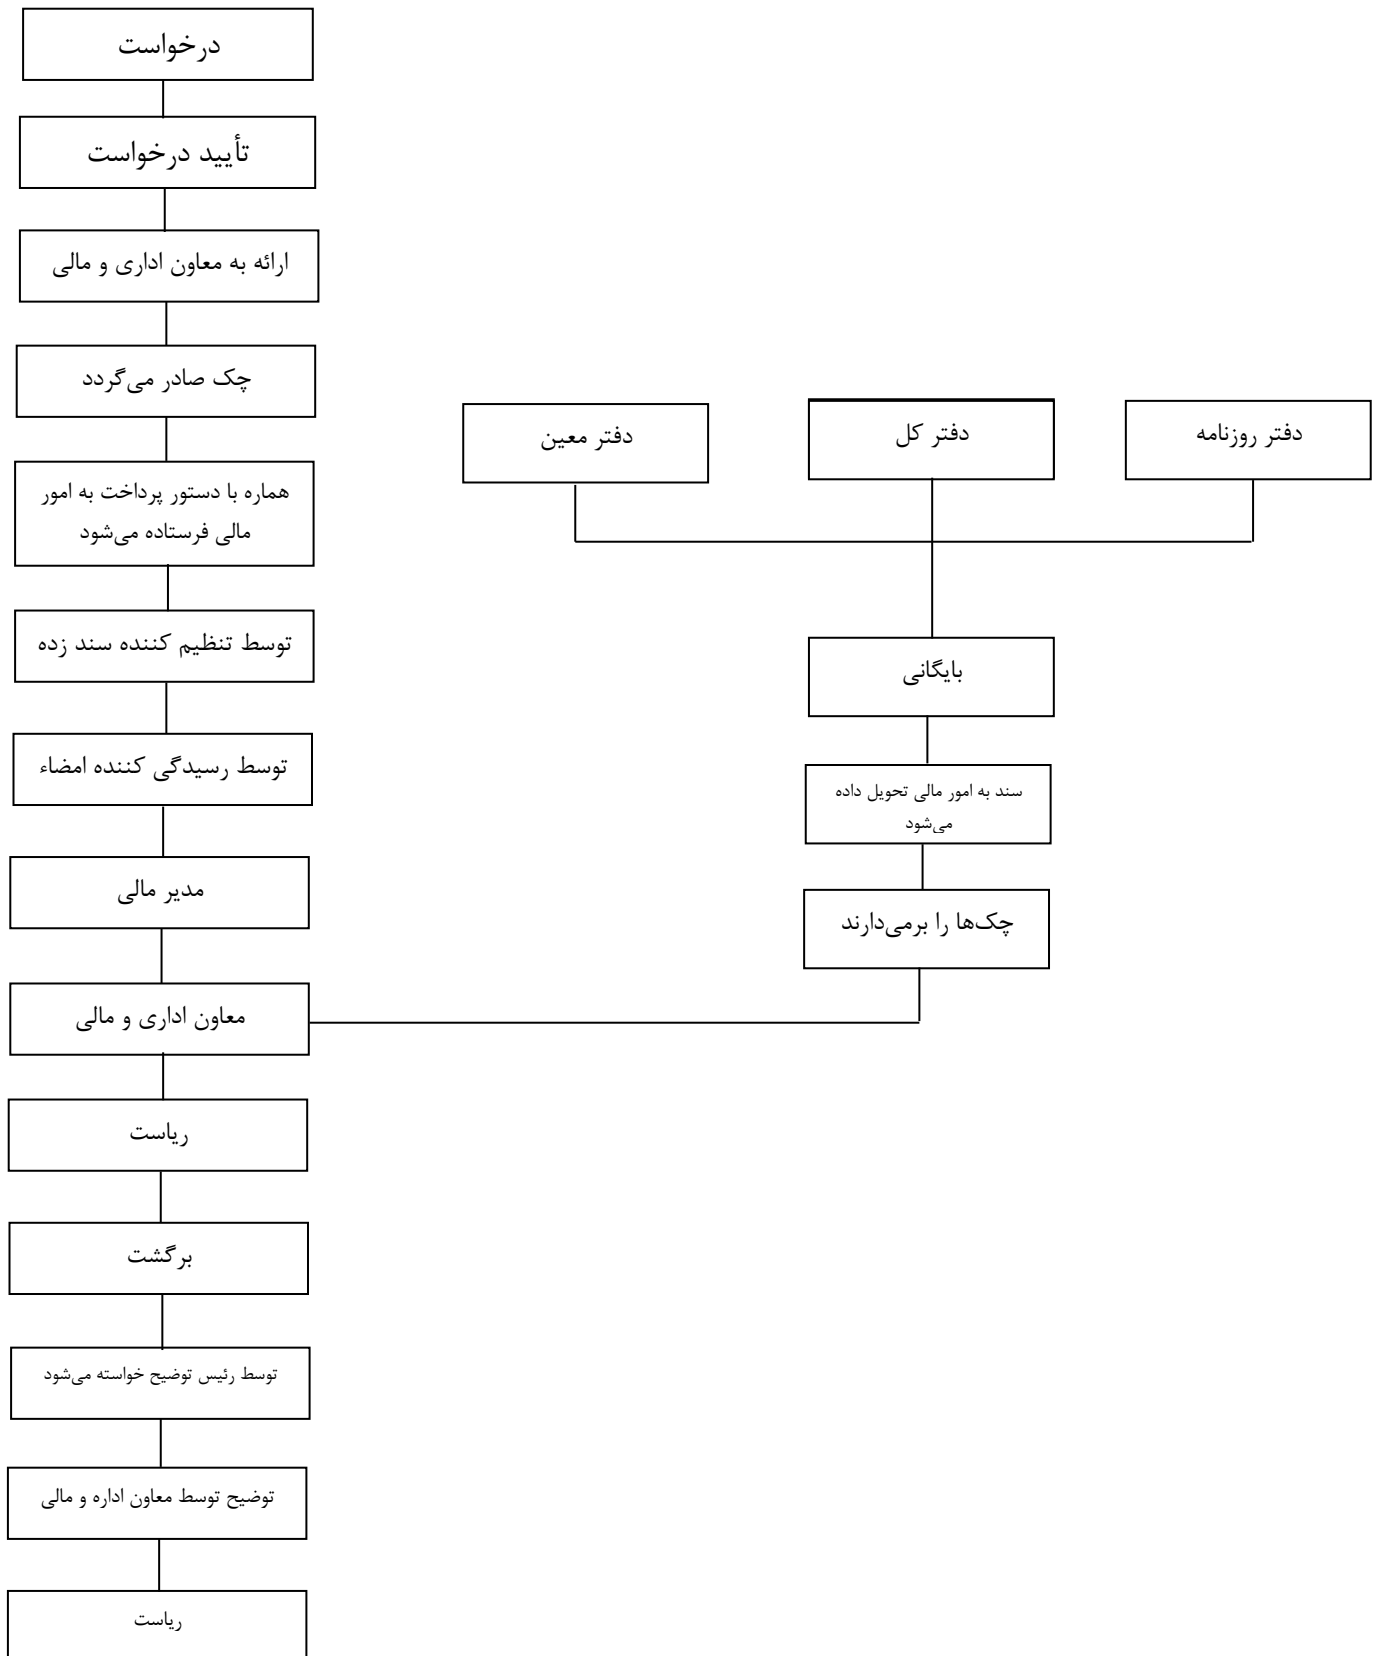 درخواست
تأیید درخواست
ارائه به معاون اداری و مالی
چک صادر می‌گردد
هماره با دستور پرداخت به امور
مالی فرستاده می‌شود
توسط تنظیم کننده سند زده
توسط رسیدگی کننده امضاء
مدیر مالی
معاون اداری و مالی
ریاست
برگشت
توسط رئیس توضیح خواسته می‌شود
توضیح توسط معاون اداره و مالی
ریاست
دفتر روزنامه
دفتر کل
دفتر معین
بایگانی
سند به امور مالی تحویل داده
می‌شود
چک‌ها را برمی‌دارند